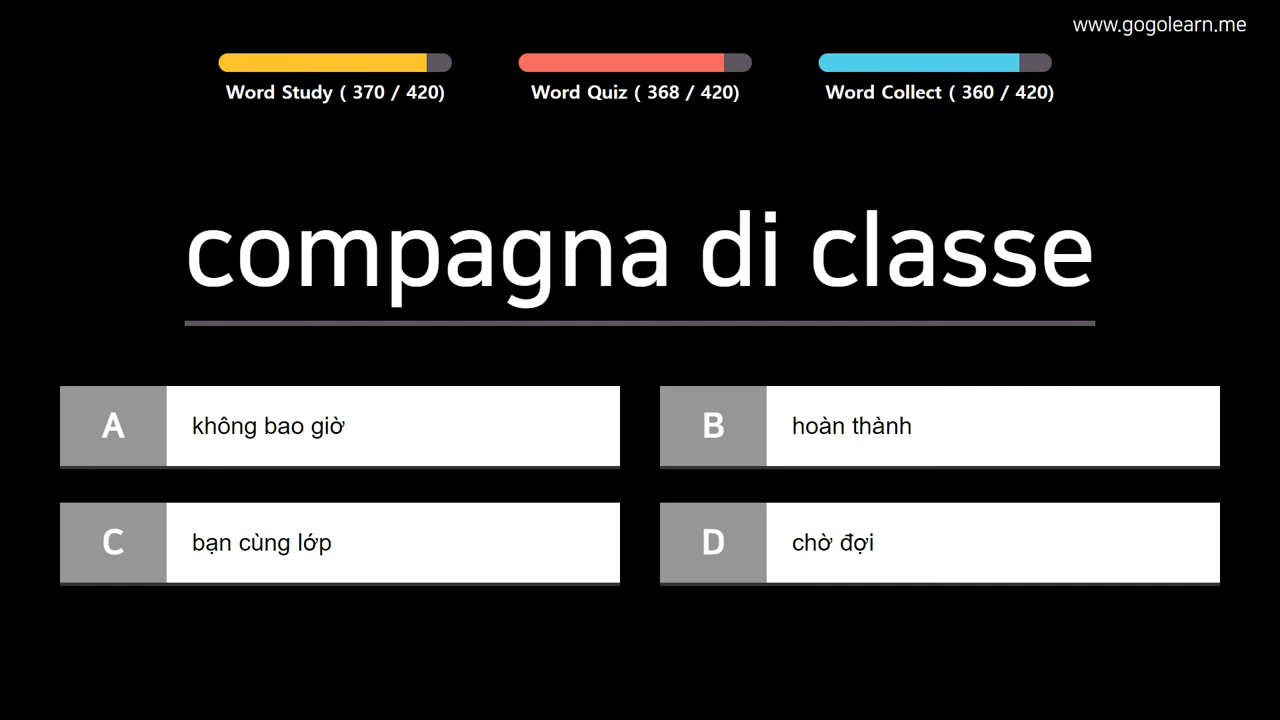 www.gogolearn.me
Word Study ( 370 / 420)
Word Quiz ( 368 / 420)
Word Collect ( 360 / 420)
compagna di classe
A
không bao giờ
B
hoàn thành
C
bạn cùng lớp
D
chờ đợi